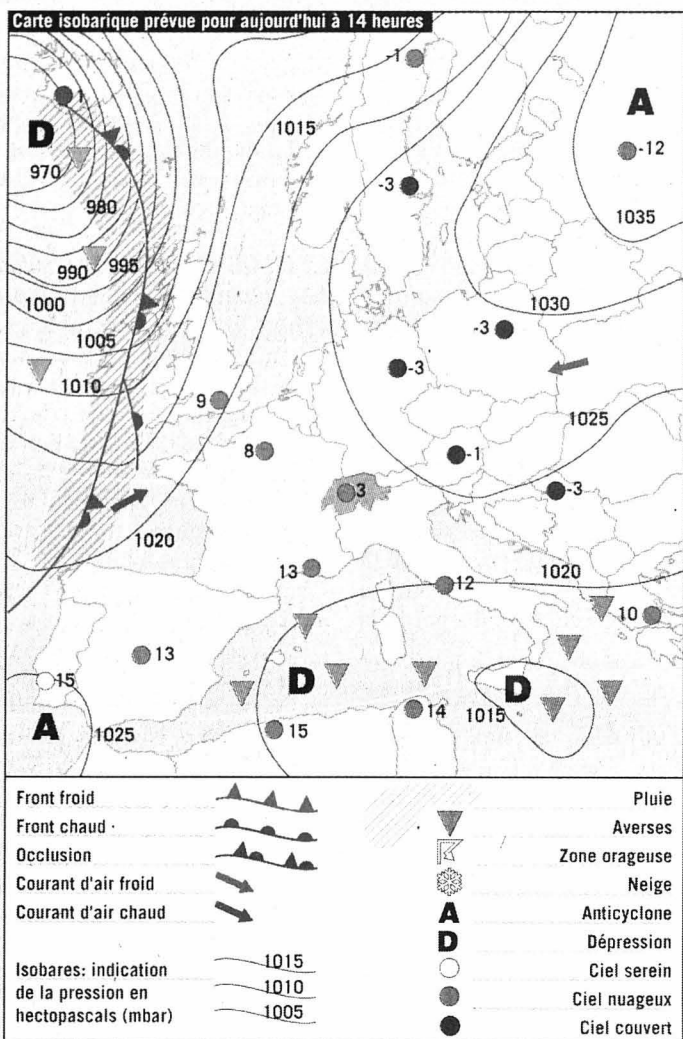 Carte isobarique prévue pour aujourd'hui à 14 heures
-1
1
A
1015
D
-12
970
-3
980
1035
990
995
1000
1030
1005
-3
-3
1010
9
1025
8
-1
3
-3
1020
13
12
1020
10
13
15
D
D
1015
A
1025
15
14
Front froid
Front chaud
Occlusion
Courant d'air froid
Courant d'air chaud
Isobares: indication
de la pression en
hectopascals (mbar)
1015
1010
1005
Pluie
Averses
Zone orageuse
Neige
A
Anticyclone
D
Dépression
Ciel serein
Ciel nuageux
Ciel couvert